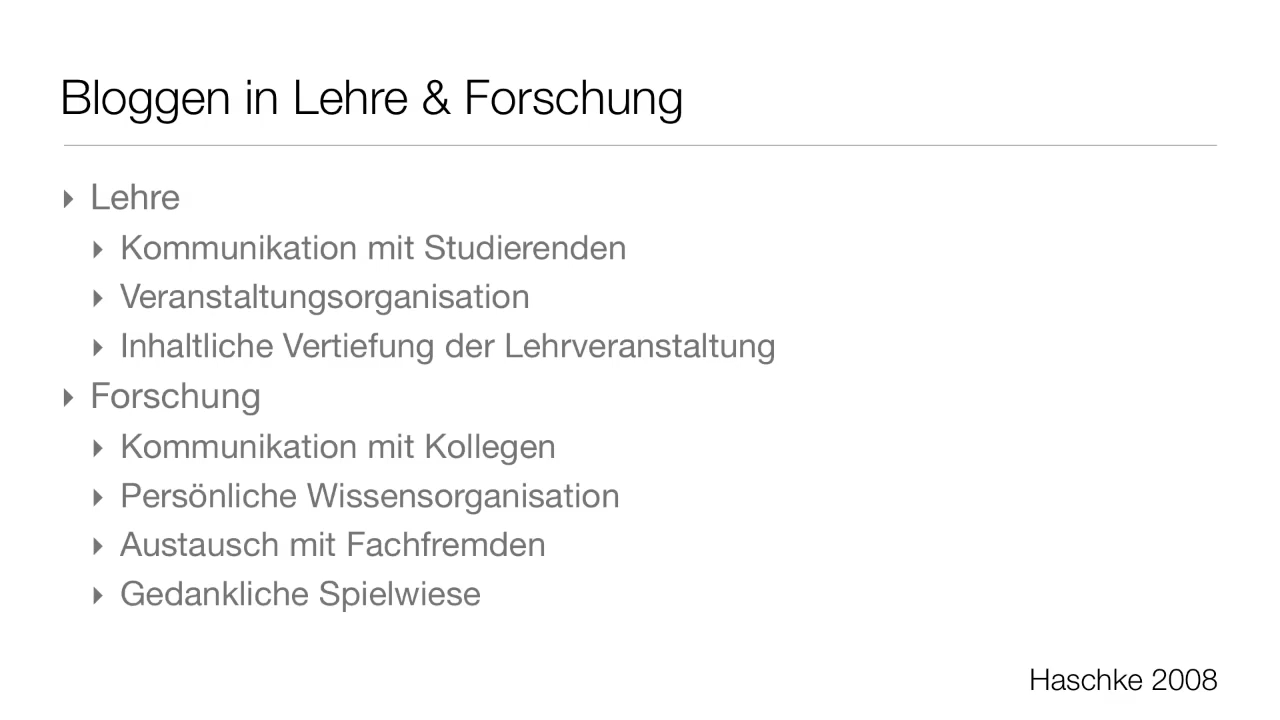 Bloggen in Lehre & Forschung
Lehre
Kommunikation mit Studierenden
Veranstaltungsorganisation
Inhaltliche Vertiefung der Lehrveranstaltung
Forschung
Kommunikation mit Kollegen
Persönliche Wissensorganisation
Austausch mit Fachfremden
Gedankliche Spielwiese
Haschke 2008